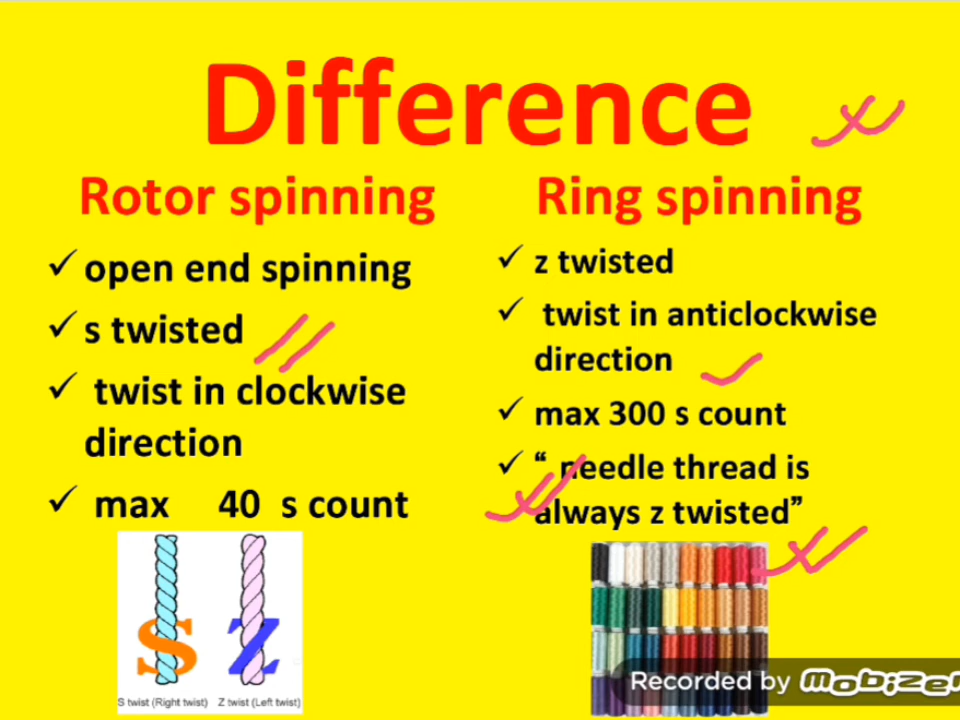 Difference
Rotor spinning
open end spinning
s twisted
twist in clockwise
direction
max 40 s count
Ring spinning
z twisted
twist in anticlockwise
direction
max 300 s count
“ needle thread is
always z twisted”
S Z
S twist (Right twist) Z twist (Left twist)
Recorded by mobizen